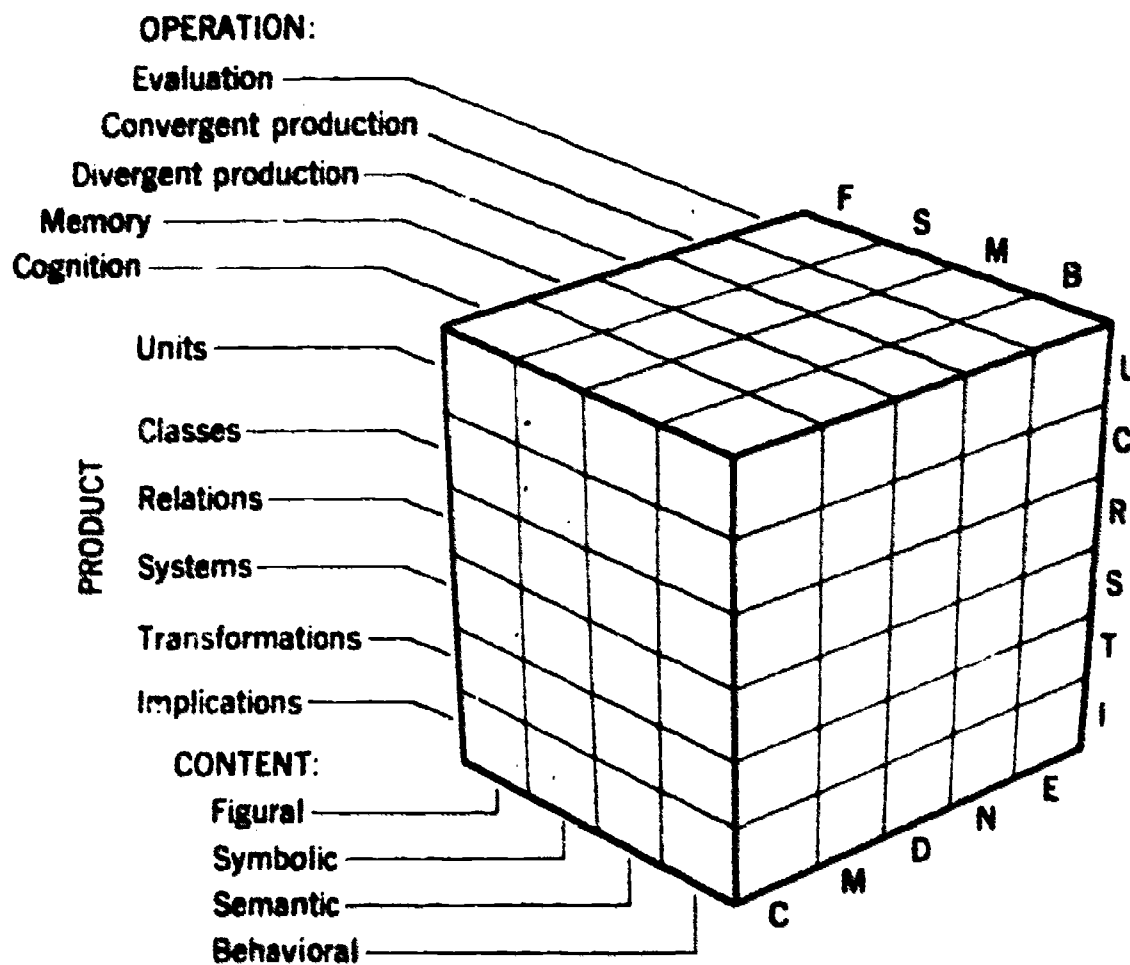 OPERATION:
Evaluation
Convergent production
Divergent production
Memory
Cognition
F
S
M
B
PRODUCT
Units
Classes
Relations
Systems
Transformations
Implications
U
C
R
S
T
I
CONTENT:
Figural
Symbolic
Semantic
Behavioral
C
M
D
N
E